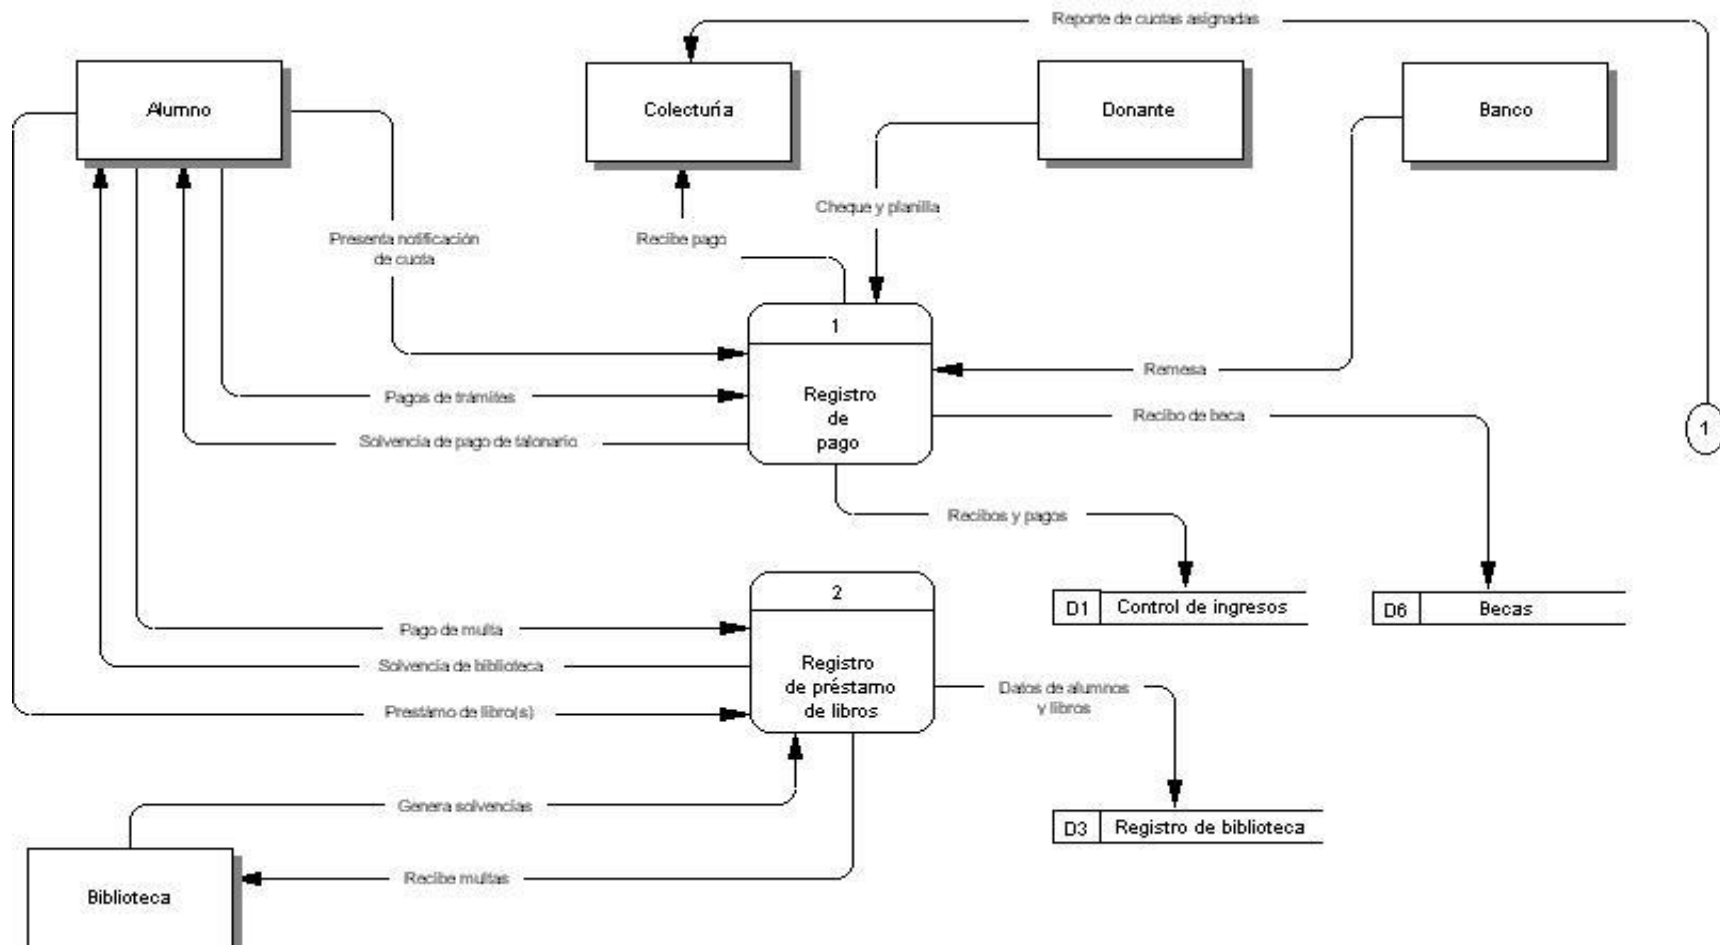 Reporte de cuotas asignadas
Alumno
Colecturía
Donante
Banco
Cheque y planilla
Presenta notificación
de cuota
Recibe pago
1
Registro
de
pago
Remesa
Pagos de trámites
Recibo de beca
1
Solvencia de pago de talonario
Recibos y pagos
2
D1 Control de ingresos
D6 Becas
Pago de multa
Solvencia de biblioteca
Registro
de préstamo
de libros
Datos de alumnos
y libros
Prestámo de libro(s)
Genera solvencias
D3 Registro de biblioteca
Recibe multas
Biblioteca